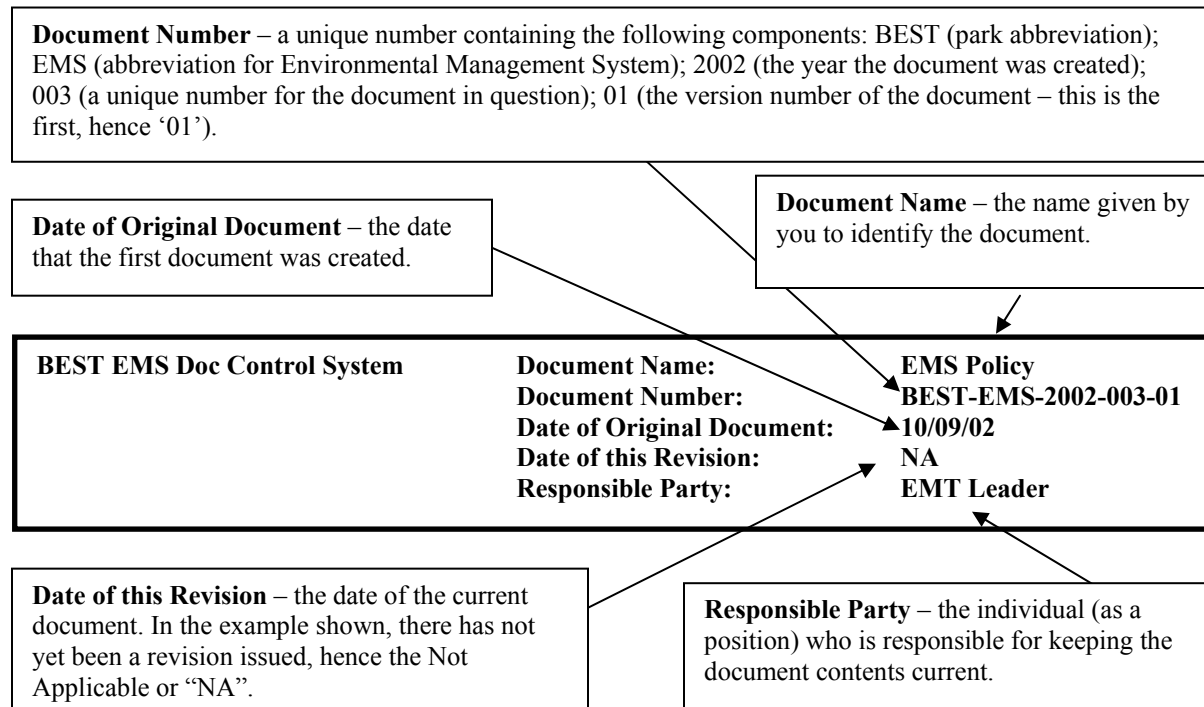 Document Number – a unique number containing the following components: BEST (park abbreviation);
EMS (abbreviation for Environmental Management System); 2002 (the year the document was created);
003 (a unique number for the document in question); 01 (the version number of the document – this is the
first, hence ‘01’).
Date of Original Document – the date
that the first document was created.
Document Name – the name given by
you to identify the document.
BEST EMS Doc Control System
Document Name: EMS Policy
Document Number: BEST-EMS-2002-003-01
Date of Original Document: 10/09/02
Date of this Revision: NA
Responsible Party: EMT Leader
Date of this Revision – the date of the current
document. In the example shown, there has not
yet been a revision issued, hence the Not
Applicable or “NA”.
Responsible Party – the individual (as a
position) who is responsible for keeping the
document contents current.